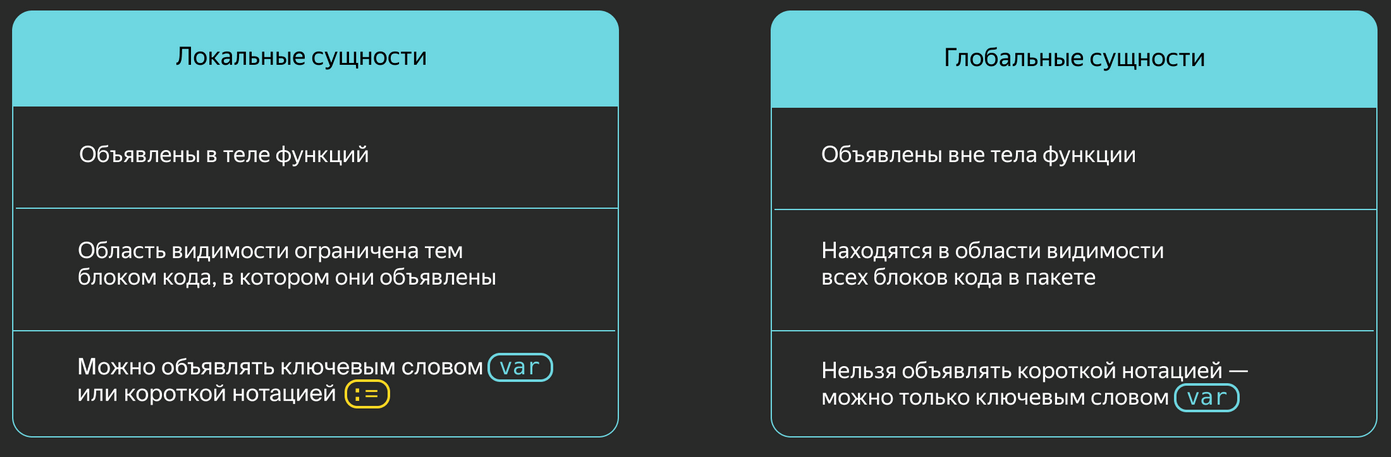 Локальные сущности
Объявлены в теле функций
Область видимости ограничена тем
блоком кода, в котором они объявлены
Можно объявлять ключевым словом var
или короткой нотацией :=
Глобальные сущности
Объявлены вне тела функции
Находятся в области видимости
всех блоков кода в пакете
Нельзя объявлять короткой нотацией —
можно только ключевым словом var